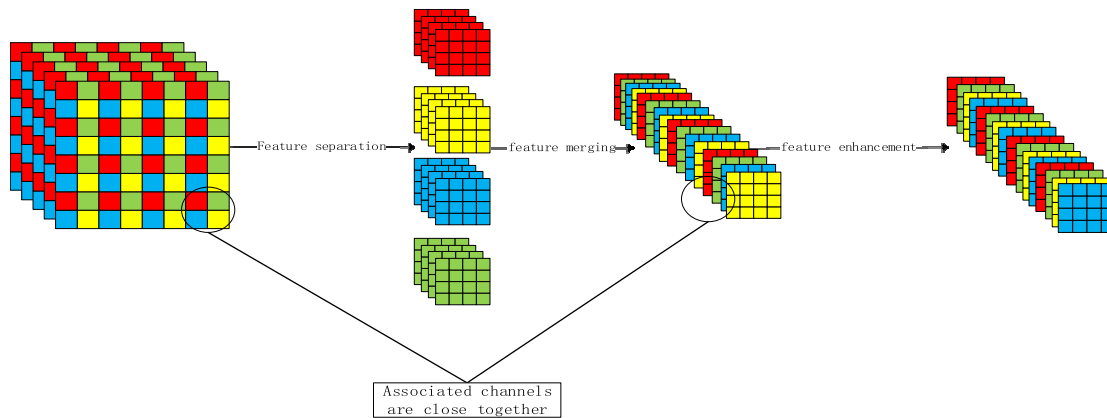 Feature separation
feature merging
feature enhancement
Associated channels
are close together